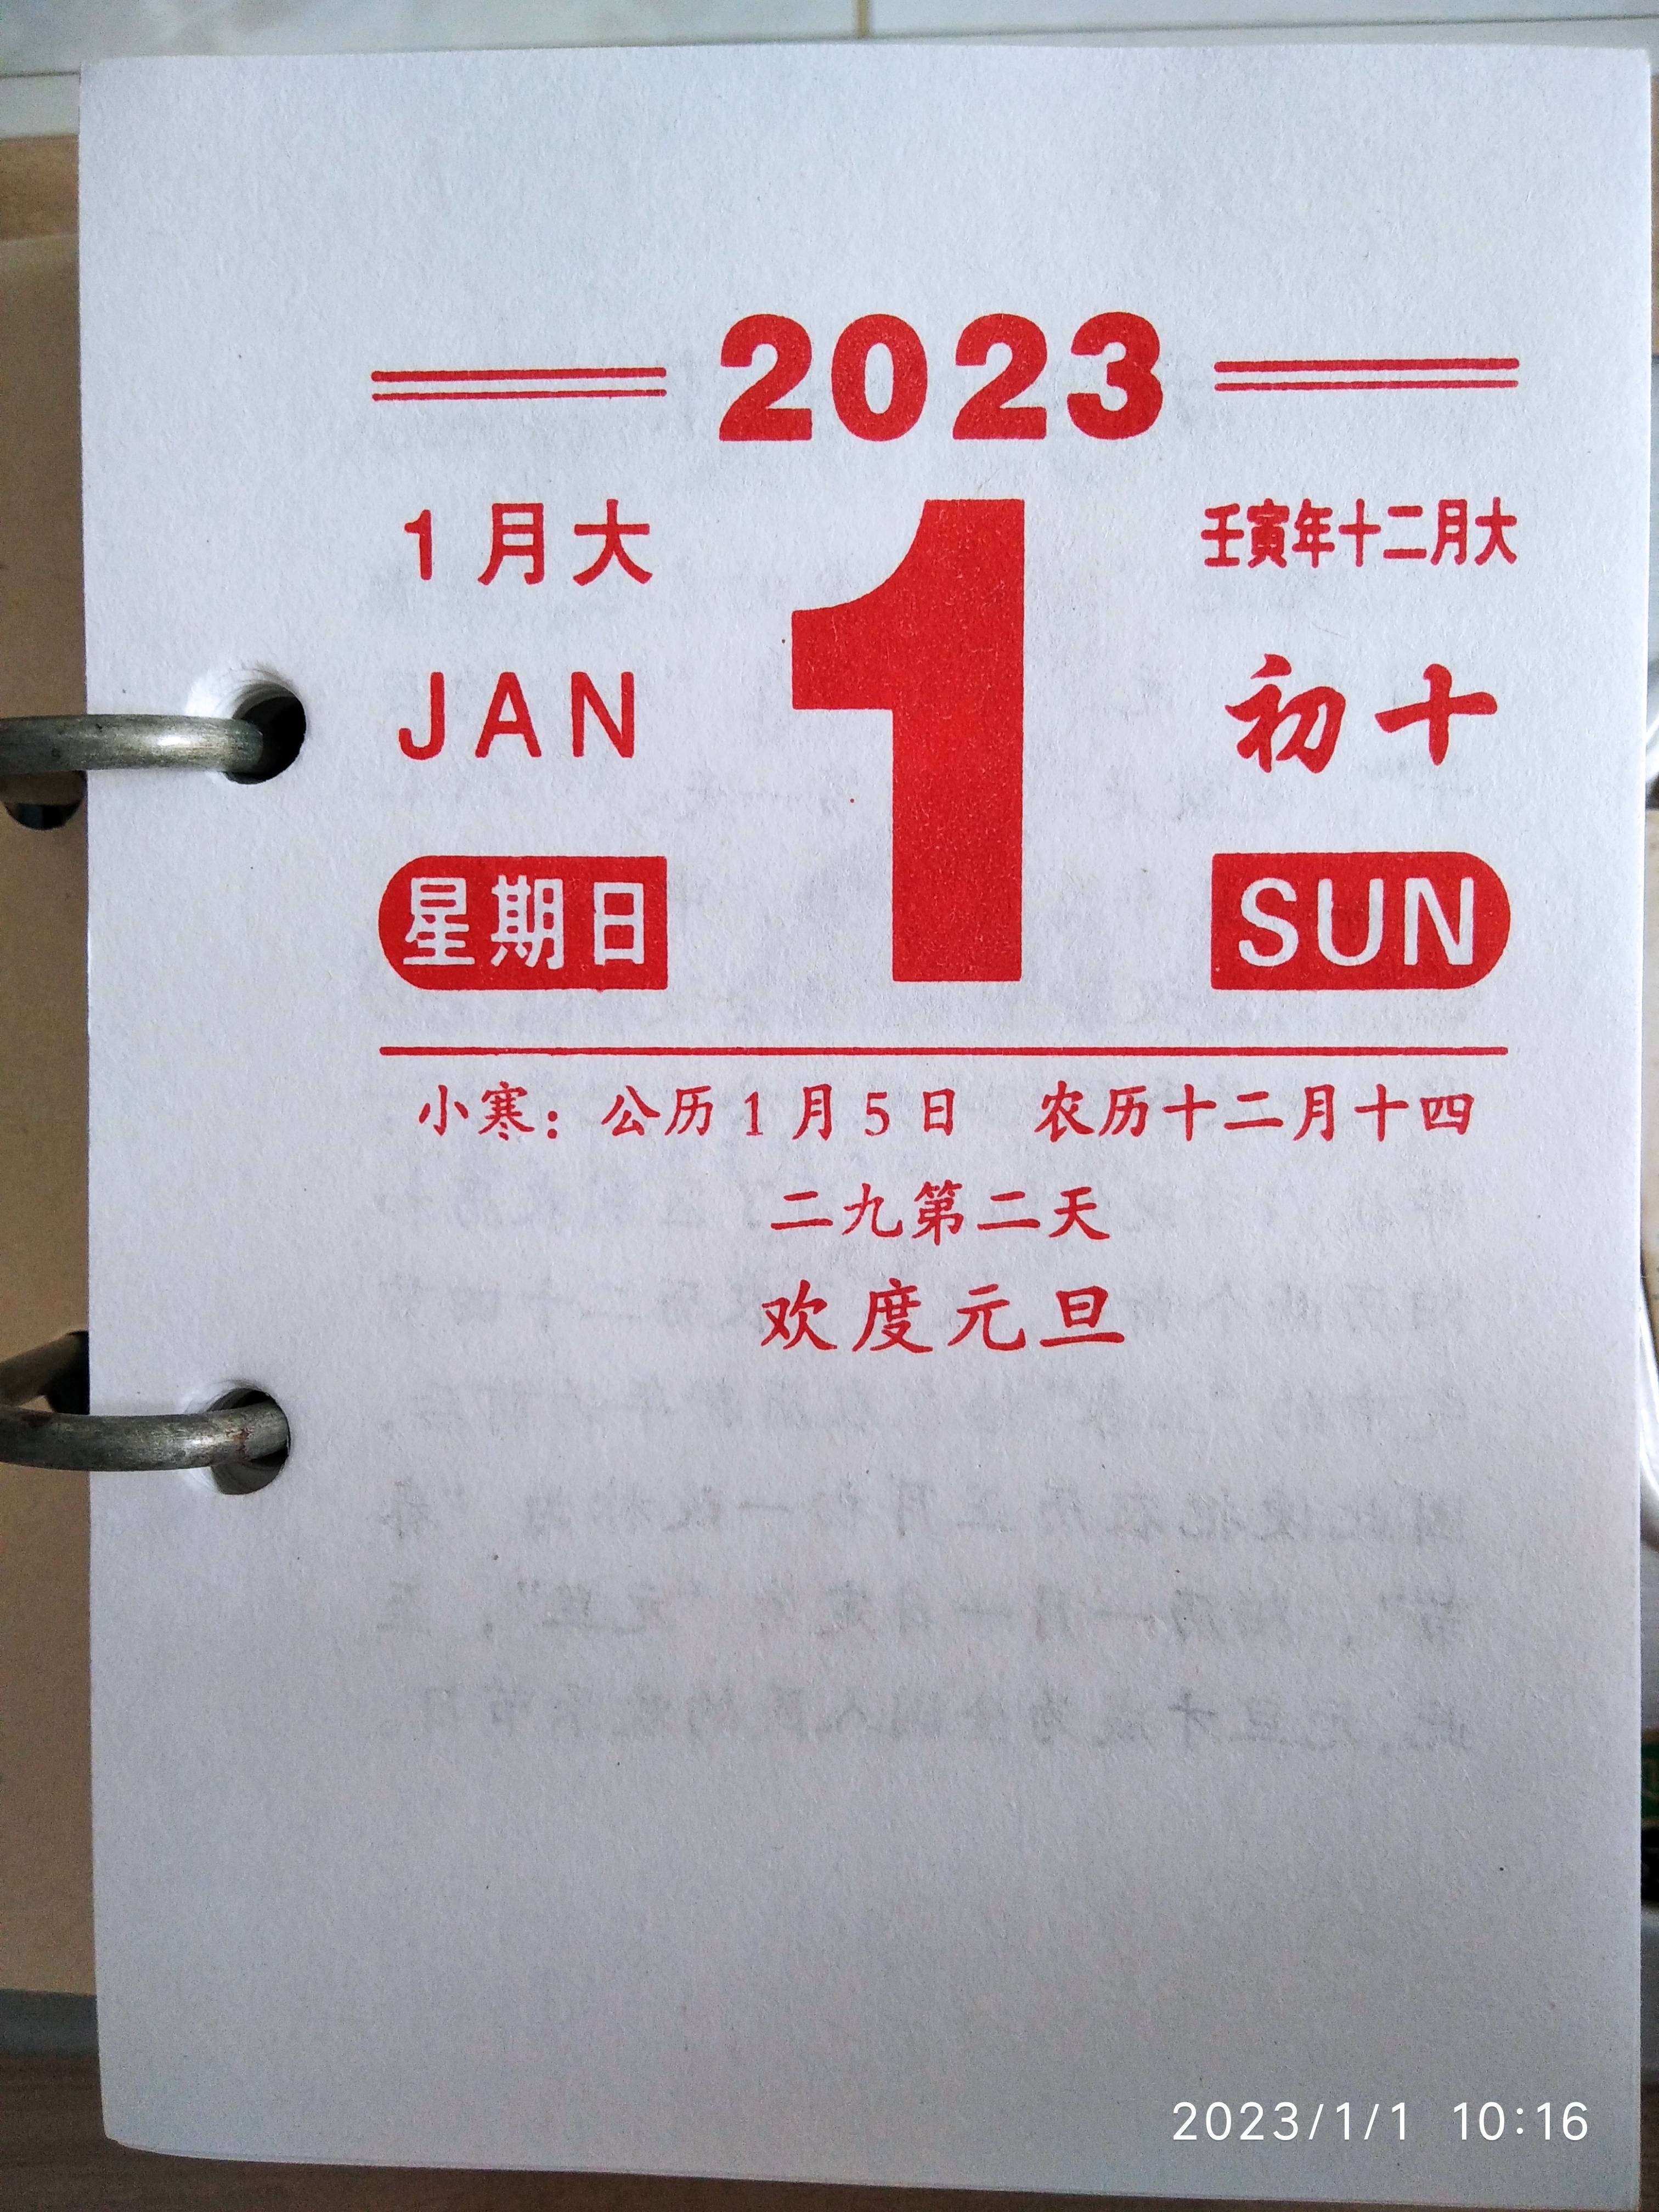 2023
1月大
1
壬寅年十二月大
JAN
初十
星期日
SUN
小寒：公历1月5日 农历十二月十四
二九第二天
欢度元旦
2023/1/1 10:16